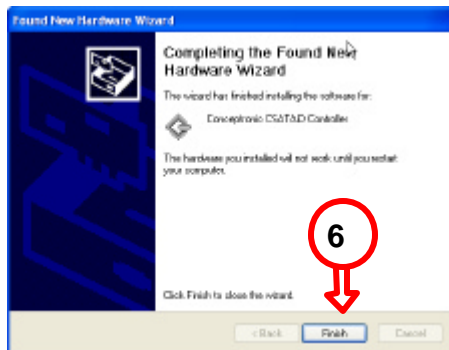 Found New Hardware Wizard
Completing the Found New
Hardware Wizard
The wizard has finished installing the software for:
Conceptronic CSATAID Controller
The hardware you installed will not work until you restart
your computer.
6
Click Finish to close the wizard.
< Back Finish Cancel